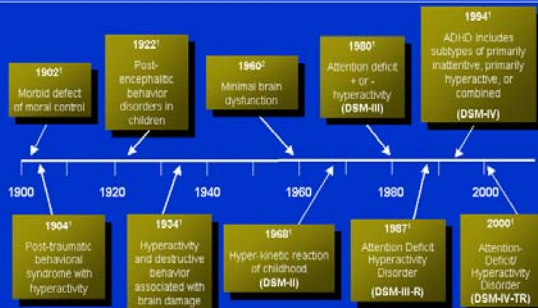 1902¹
Morbid defect
of moral control
1922¹
Post-
encephalitic
behavior
disorders in
children
1960²
Minimal brain
dysfunction
1980¹
Attention deficit
+ or -
hyperactivity
(DSM-III)
1994¹
ADHD includes
subtypes of primarily
inattentive, primarily
hyperactive, or
combined
(DSM-IV)
1900
1920
1940
1960
1980
2000
1904¹
Post-traumatic
behavioral
syndrome with
hyperactivity
1934¹
Hyperactivity
and destructive
behavior
associated with
brain damage
1968¹
Hyper-kinetic reaction
of childhood
(DSM-II)
1987¹
Attention Deficit
Hyperactivity
Disorder
(DSM-III-R)
2000¹
Attention-
Deficit/
Hyperactivity
Disorder
(DSM-IV-TR)